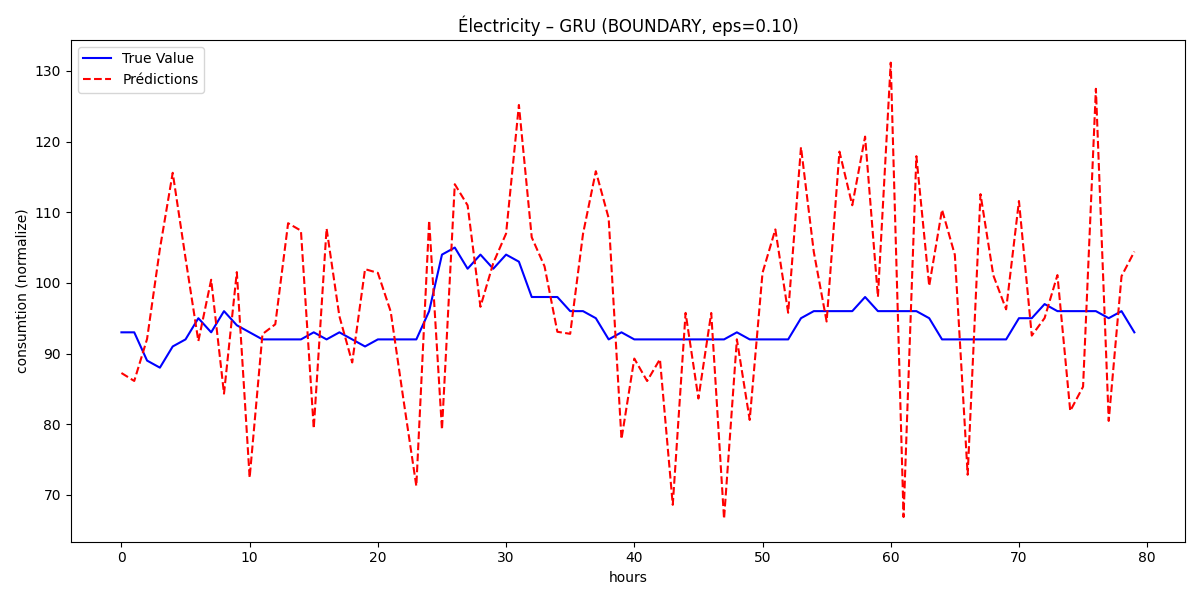 Électricity – GRU (BOUNDARY, eps=0.10)
True Value
Prédictions
consumtion (normalize)
130
120
110
100
90
80
70
0 10 20 30 40 50 60 70 80
hours